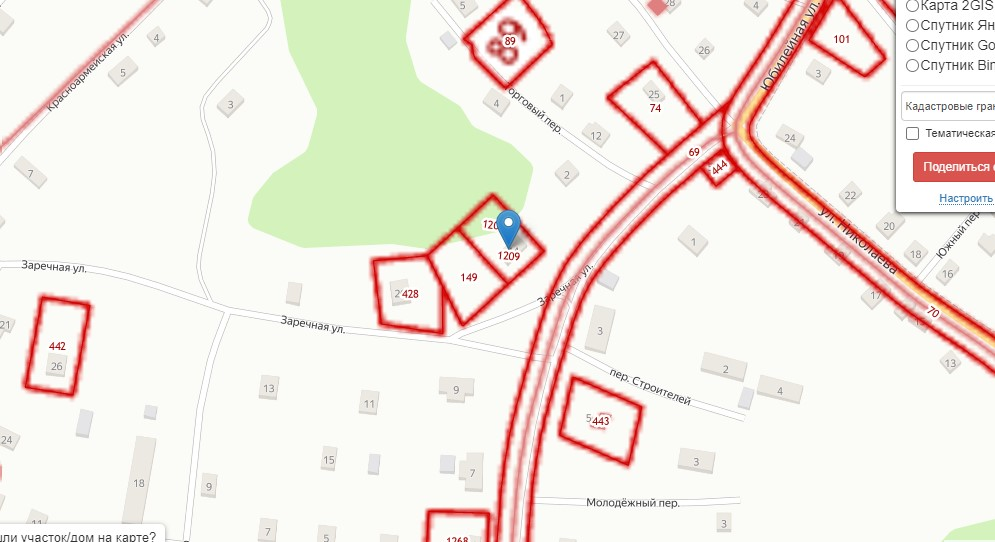 Карта 2GIS
Спутник Ян
Спутник Go
Спутник Bin
Кадастровые гран
Тематическая
Поделиться с
Настроить
Красноармейская ул.
Юбилейная ул.
орговый пер.
ул. Николаева
Южный пер.
Заречная ул.
Заречная ул.
Заречная ул.
пер. Строителей
Молодёжный пер.
5
4
5
3
7
89
27
28
26
4
101
3
25
74
1
4
12
2
69
444
24
22
20
18
16
17
13
70
1
120
1209
149
428
442
26
21
24
18
13
11
9
15
9
5
7
7
3
2
4
443
3
3
1268
11
ли участок/дом на карте?